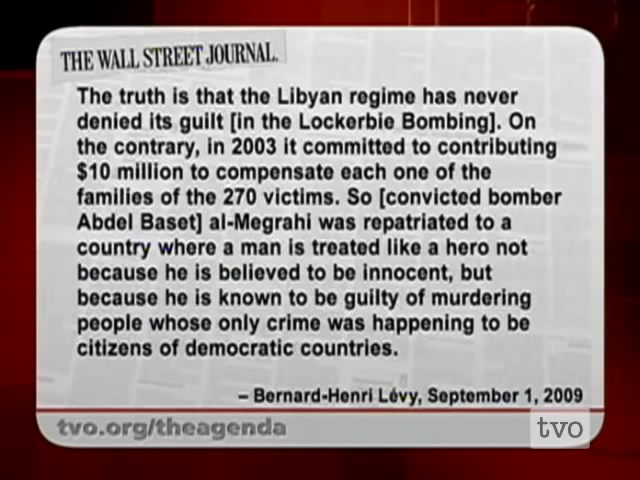 THE WALL STREET JOURNAL.
The truth is that the Libyan regime has never
denied its guilt [in the Lockerbie Bombing]. On
the contrary, in 2003 it committed to contributing
$10 million to compensate each one of the
families of the 270 victims. So [convicted bomber
Abdel Baset] al-Megrahi was repatriated to a
country where a man is treated like a hero not
because he is believed to be innocent, but
because he is known to be guilty of murdering
people whose only crime was happening to be
citizens of democratic countries.
– Bernard-Henri Lévy, September 1, 2009
tvo.org/theagenda
tvo